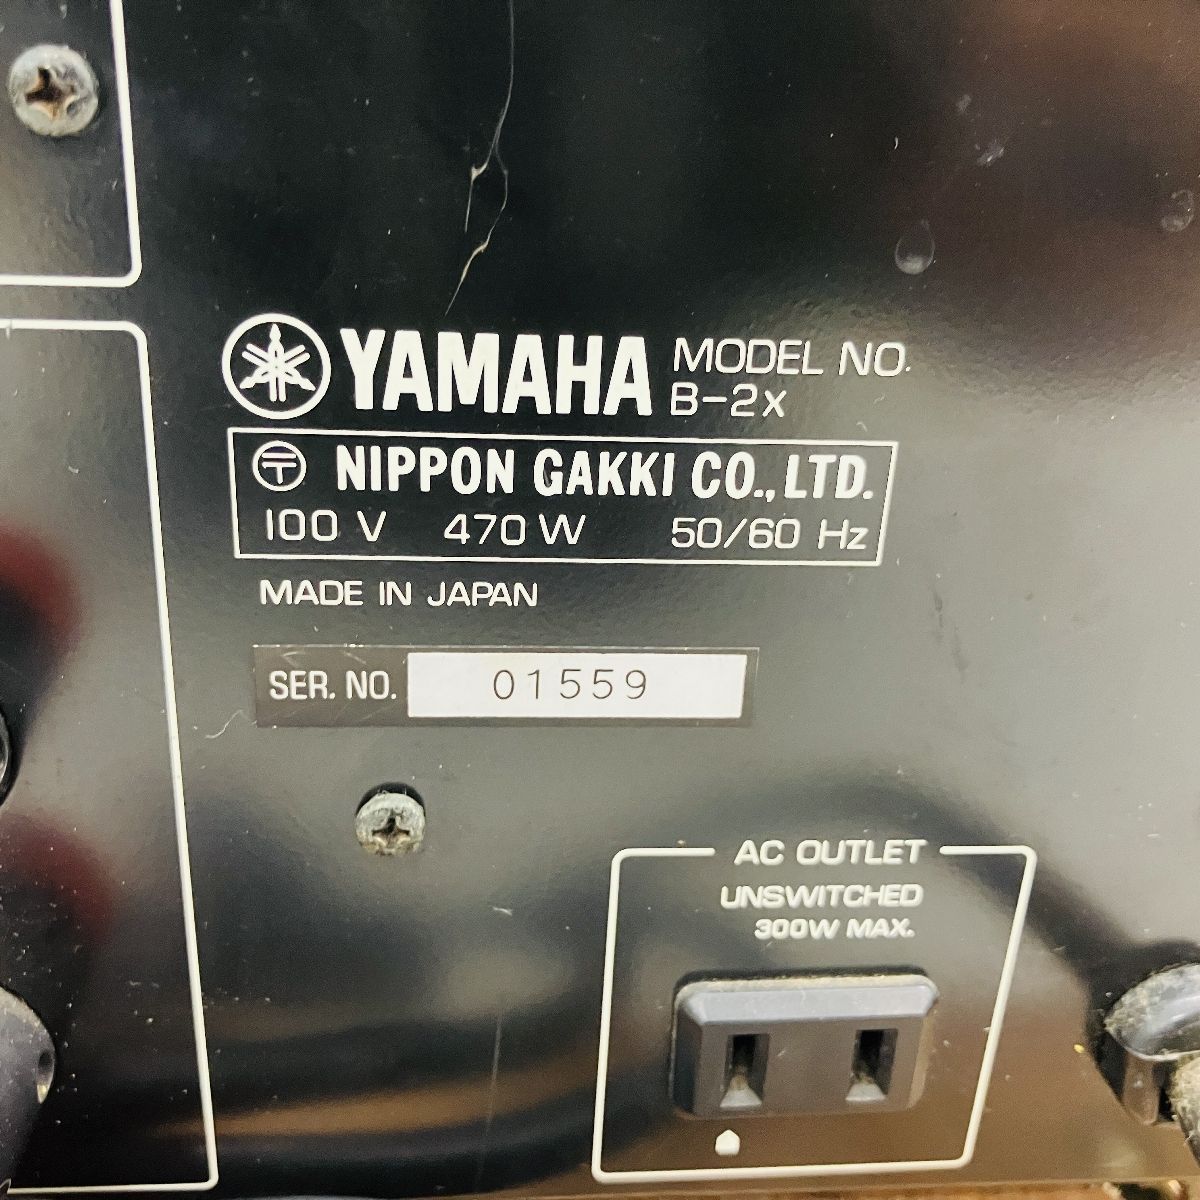 YAMAHA MODEL NO.
B-2x
〒 NIPPON GAKKI CO., LTD.
100 V 470 W 50/60 Hz
MADE IN JAPAN
SER. NO. 01559
AC OUTLET
UNSWITCHED
300W MAX.